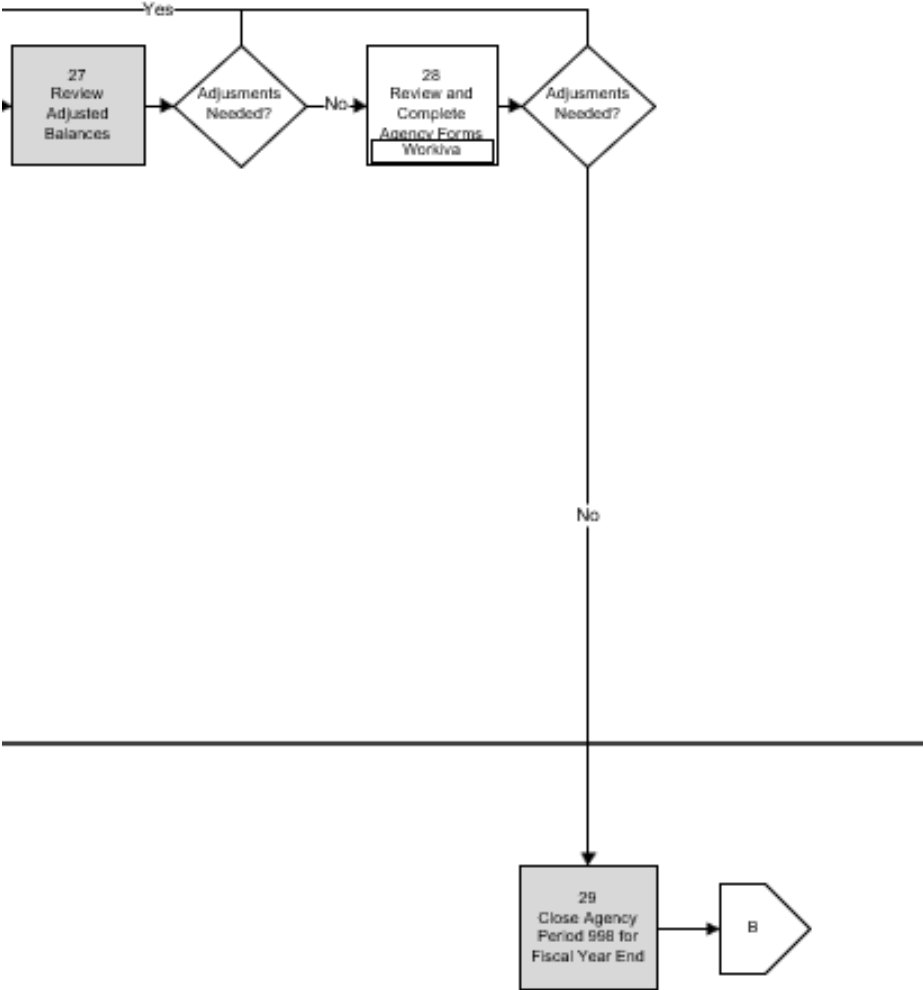 Yes
27
Review
Adjusted
Balances
Adjusments
Needed?
No
28
Review and
Complete
Agency Forms
Workiva
Adjusments
Needed?
No
29
Close Agency
Period 998 for
Fiscal Year End
B